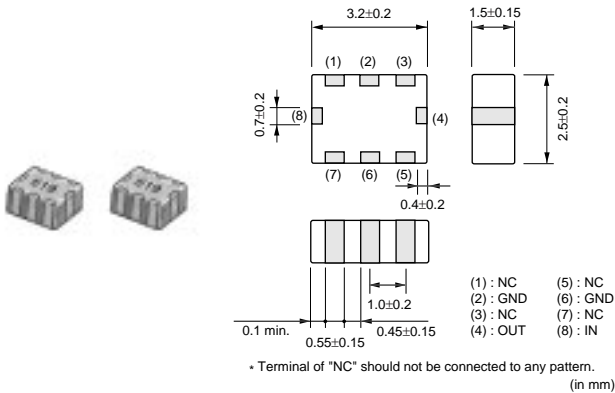 3.2±0.2
1.5±0.15
(1) (2) (3)
0.7±0.2
(8)
(4)
2.5±0.2
(7) (6) (5)
0.4±0.2
1.0±0.2
0.1 min.
0.45±0.15
0.55±0.15
(1) : NC (5) : NC
(2) : GND (6) : GND
(3) : NC (7) : NC
(4) : OUT (8) : IN
* Terminal of "NC" should not be connected to any pattern.
(in mm)